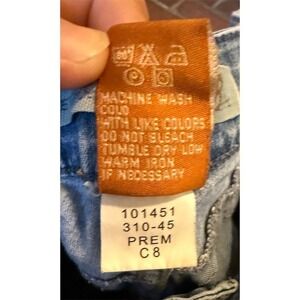 80°
MACHINE WASH
COLD
WITH LIKE COLORS
DO NOT BLEACH
TUMBLE DRY LOW
WARM IRON
IF NECESSARY
101451
310-45
PREM
C8